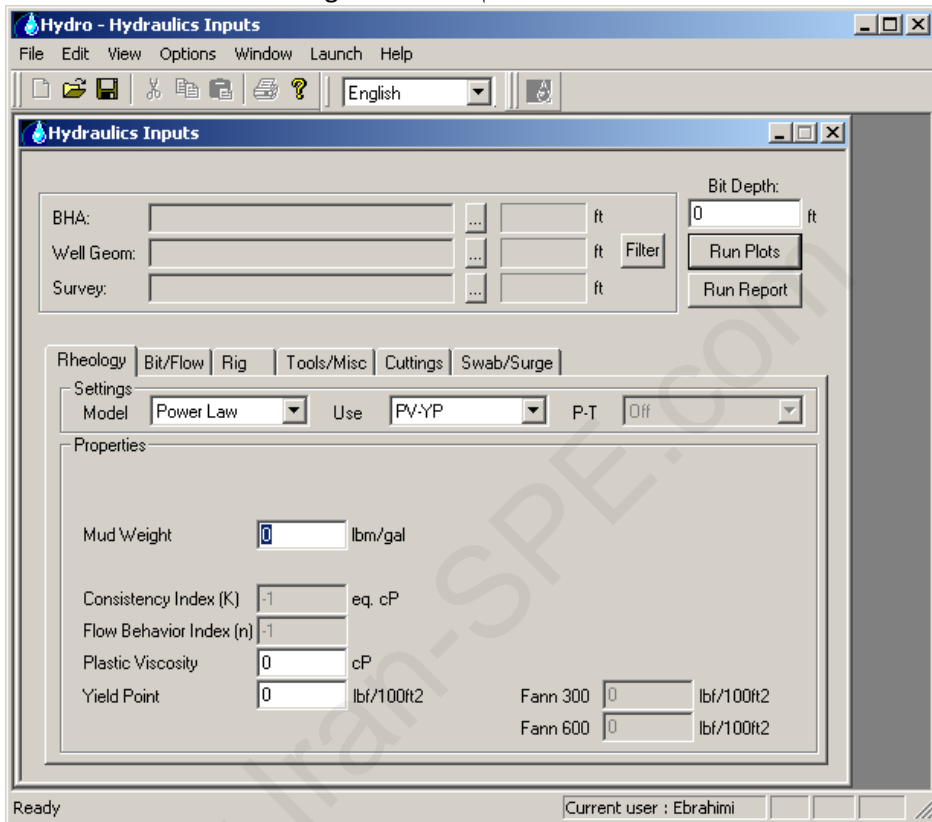 Hydro - Hydraulics Inputs
File Edit View Options Window Launch Help
English
Hydraulics Inputs
Bit Depth:
BHA: ... ft 0 ft
Well Geom: ... ft Filter Run Plots
Survey: ... ft Run Report
Rheology Bit/Flow Rig Tools/Misc Cuttings Swab/Surge
Settings
Model Power Law Use PV-YP P-T Off
Properties
Mud Weight 0 lbm/gal
Consistency Index (K) -1 eq. cP
Flow Behavior Index (n) -1
Plastic Viscosity 0 cP
Yield Point 0 lbf/100ft2 Fann 300 0 lbf/100ft2
Fann 600 0 lbf/100ft2
Ready Current user : Ebrahimi
Iran-SPE.com